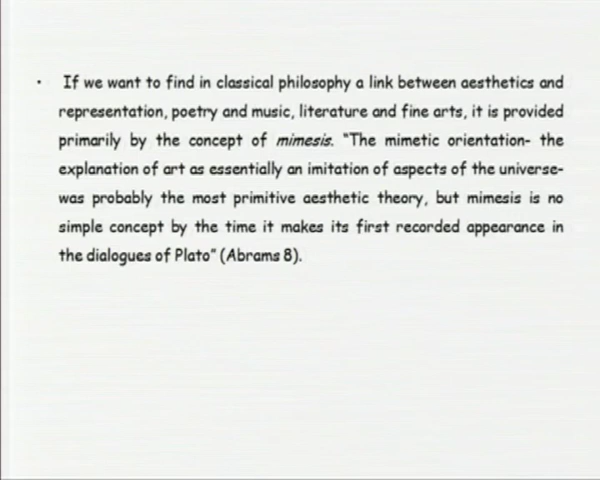 · If we want to find in classical philosophy a link between aesthetics and
representation, poetry and music, literature and fine arts, it is provided
primarily by the concept of mimesis. "The mimetic orientation- the
explanation of art as essentially an imitation of aspects of the universe-
was probably the most primitive aesthetic theory, but mimesis is no
simple concept by the time it makes its first recorded appearance in
the dialogues of Plato" (Abrams 8).